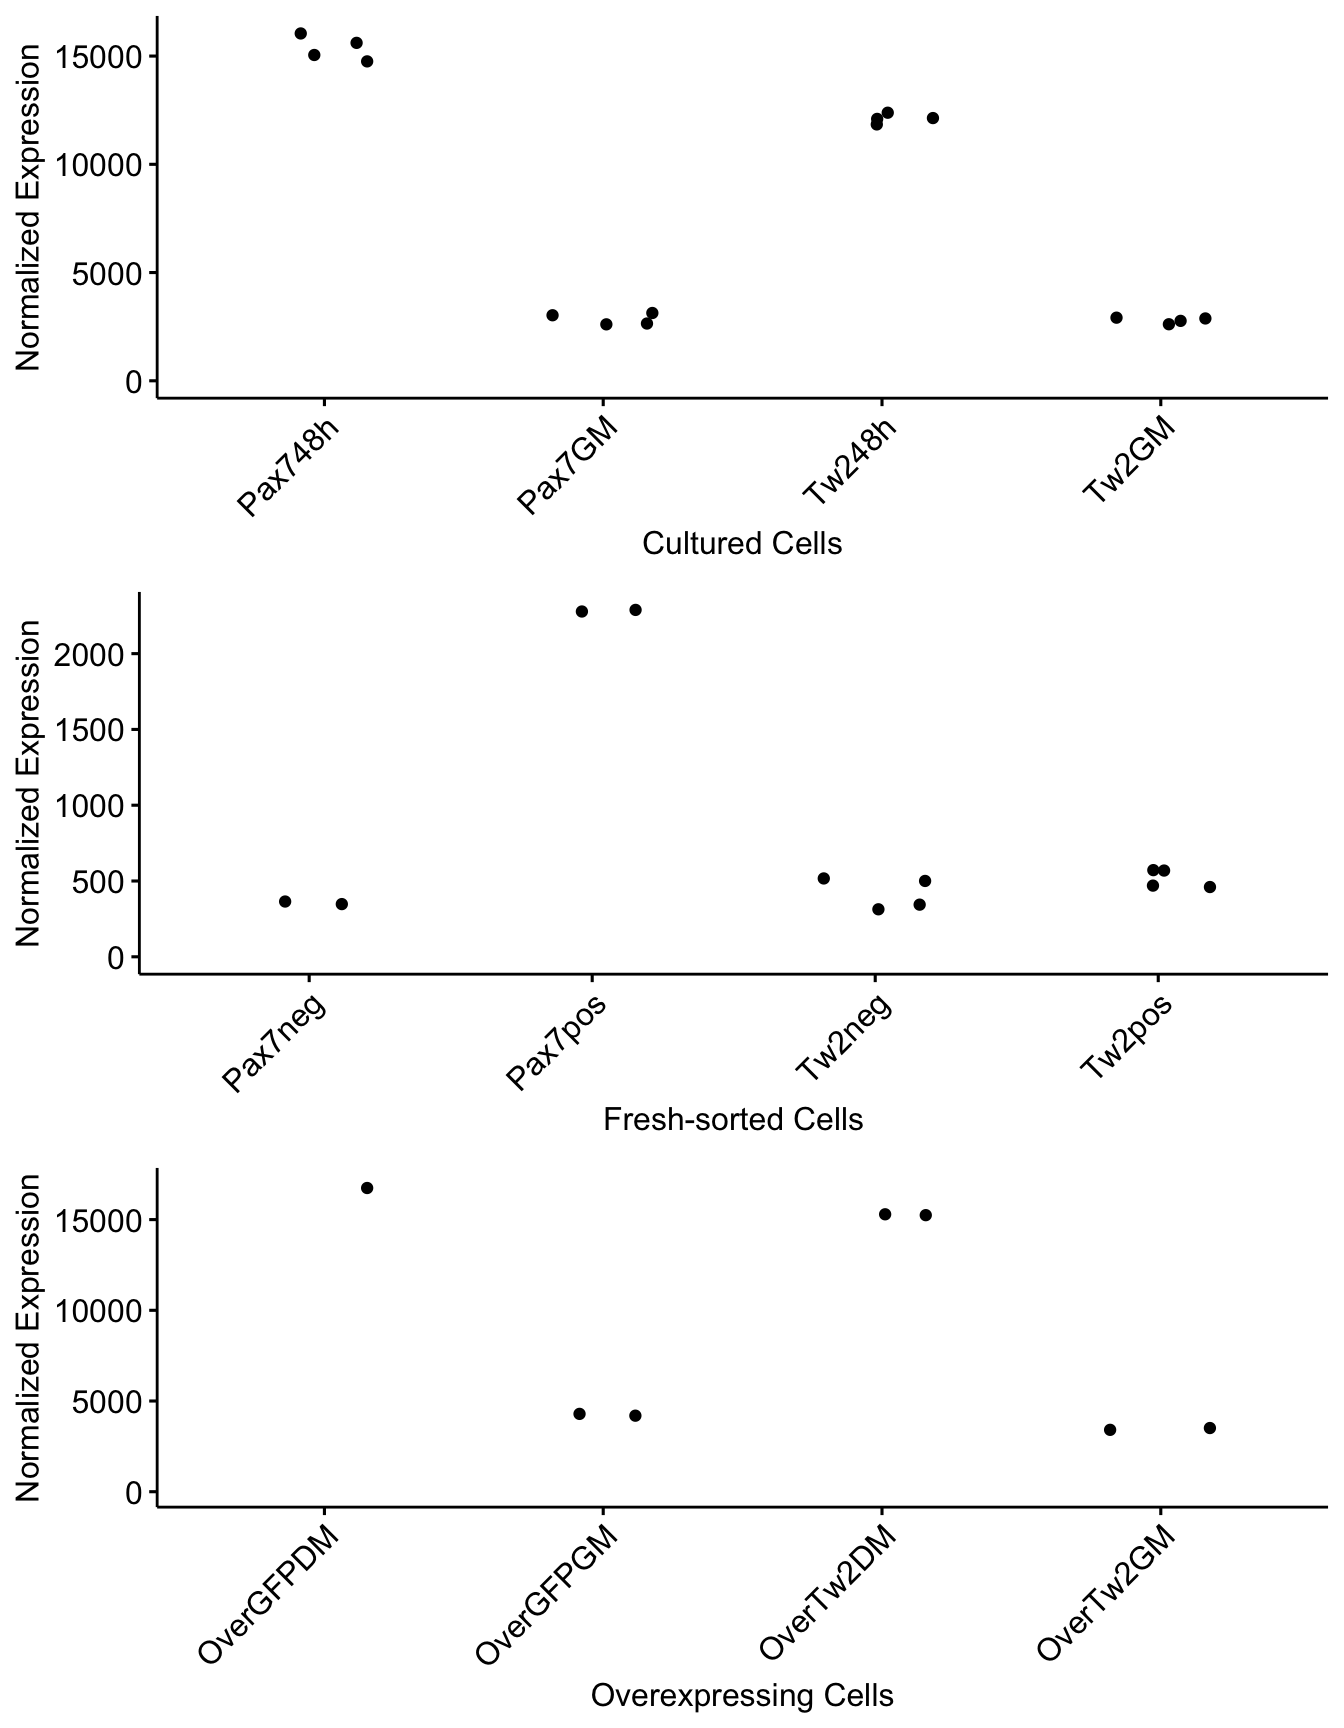 Normalized Expression
15000
10000
5000
0
Pax748h
Pax7GM
Tw248h
Tw2GM
Cultured Cells
Normalized Expression
2000
1500
1000
500
0
Pax7neg
Pax7pos
Tw2neg
Tw2pos
Fresh-sorted Cells
Normalized Expression
15000
10000
5000
0
OverGFPDM
OverGFPGM
OverTw2DM
OverTw2GM
Overexpressing Cells